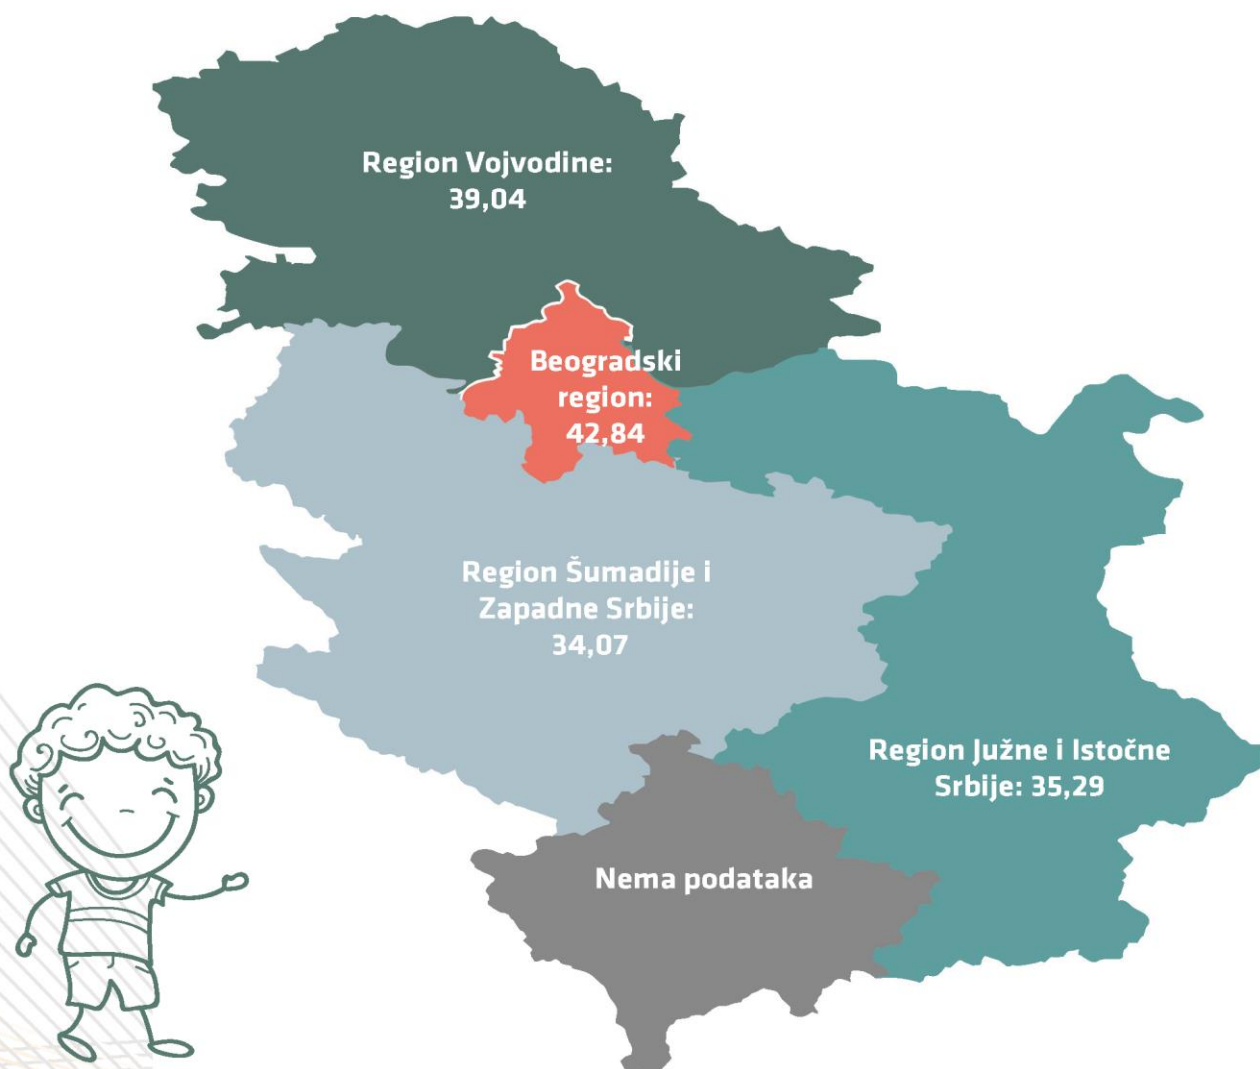 Region Vojvodine:
39,04
Beogradski
region:
42,84
Region Šumadije i
Zapadne Srbije:
34,07
Region Južne i Istočne
Srbije: 35,29
Nema podataka